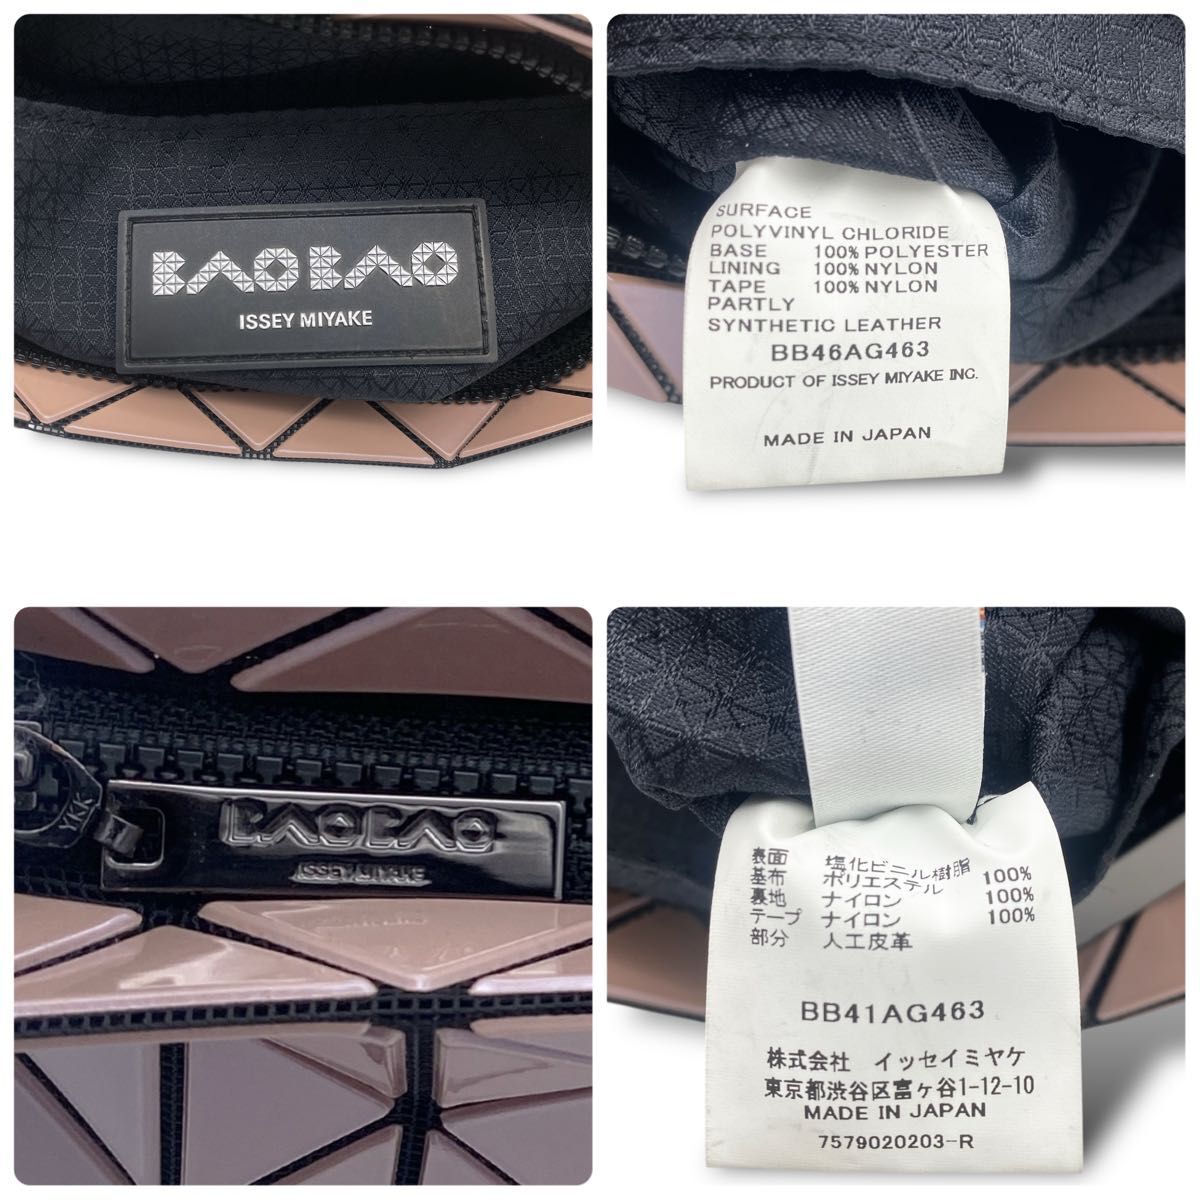 BAOBAO
ISSEY MIYAKE
SURFACE
POLYVINYL CHLORIDE
BASE 100% POLYESTER
LINING 100% NYLON
TAPE 100% NYLON
PARTLY
SYNTHETIC LEATHER
BB46AG463
PRODUCT OF ISSEY MIYAKE INC.
MADE IN JAPAN
YKK
BAOBAO
ISSEY MIYAKE
表面 塩化ビニル樹脂
基布 ポリエステル 100%
裏地 ナイロン 100%
テープ ナイロン 100%
部分 人工皮革
BB41AG463
株式会社 イッセイミヤケ
東京都渋谷区富ヶ谷1-12-10
MADE IN JAPAN
7579020203-R